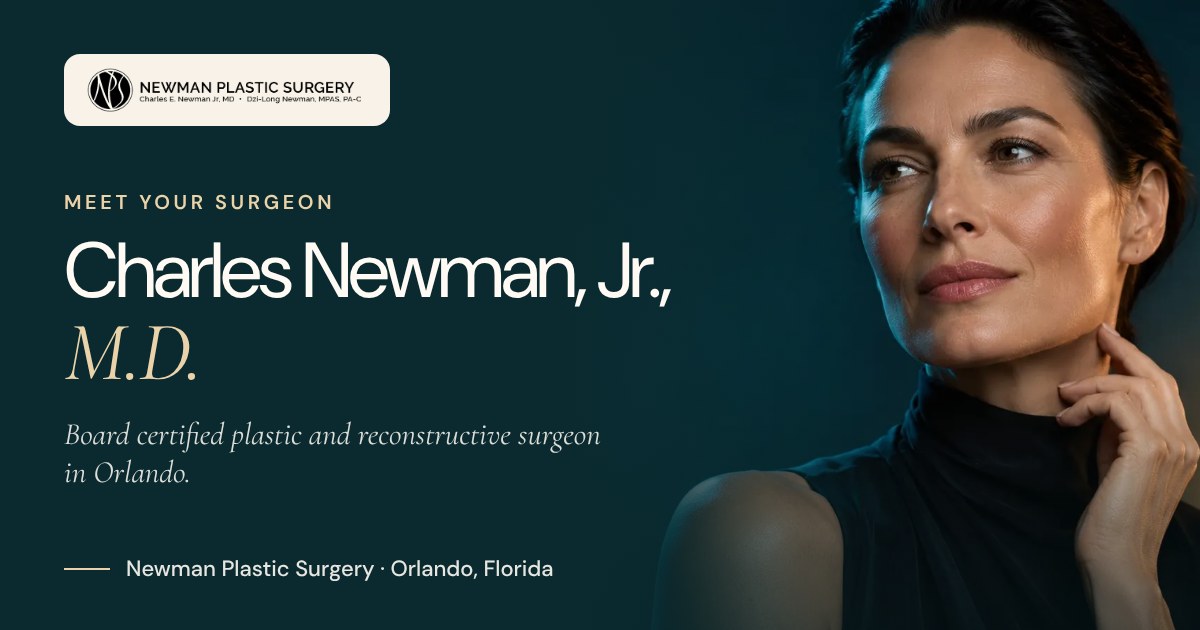 NPS
NEWMAN PLASTIC SURGERY
Charles E. Newman Jr, MD • Dzi-Long Newman, MPAS, PA-C
MEET YOUR SURGEON
Charles Newman, Jr.,
M.D.
Board certified plastic and reconstructive surgeon
in Orlando.
Newman Plastic Surgery · Orlando, Florida